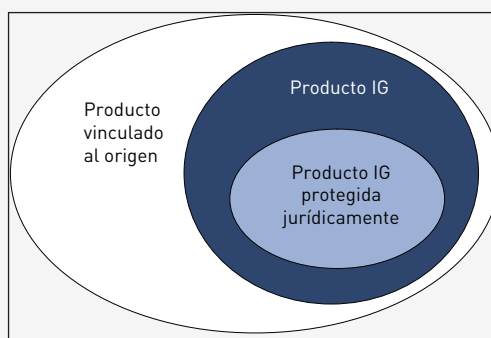 Producto
vinculado
al origen
Producto IG
Producto IG
protegida
jurídicamente